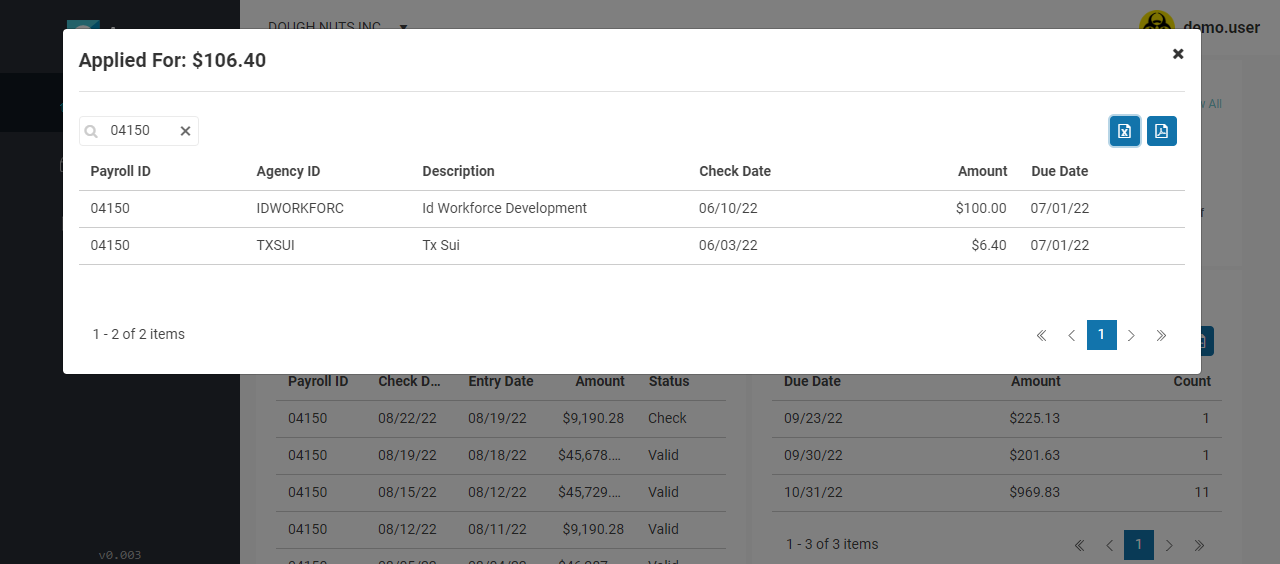 DOUGH NUTS INC
demo.user
Applied For: $106.40
All
04150
Payroll ID Agency ID Description Check Date Amount Due Date
04150 IDWORKFORC Id Workforce Development 06/10/22 $100.00 07/01/22
04150 TXSUI Tx Sui 06/03/22 $6.40 07/01/22
1 - 2 of 2 items
1
Payroll ID Check D... Entry Date Amount Status
04150 08/22/22 08/19/22 $9,190.28 Check
04150 08/19/22 08/18/22 $45,678.... Valid
04150 08/15/22 08/12/22 $45,729.... Valid
04150 08/12/22 08/11/22 $9,190.28 Valid
Due Date Amount Count
09/23/22 $225.13 1
09/30/22 $201.63 1
10/31/22 $969.83 11
1 - 3 of 3 items
1
v0.003